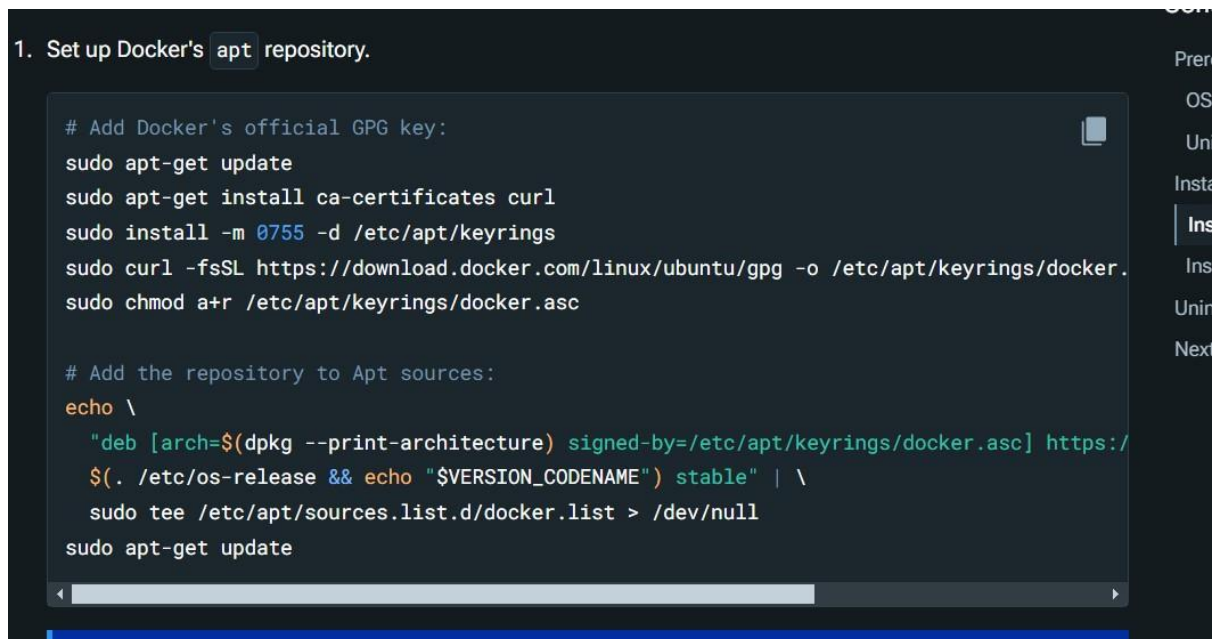 1. Set up Docker's apt repository.
# Add Docker's official GPG key:
sudo apt-get update
sudo apt-get install ca-certificates curl
sudo install -m 0755 -d /etc/apt/keyrings
sudo curl -fsSL https://download.docker.com/linux/ubuntu/gpg -o /etc/apt/keyrings/docker.
sudo chmod a+r /etc/apt/keyrings/docker.asc
# Add the repository to Apt sources:
echo \
"deb [arch=$(dpkg --print-architecture) signed-by=/etc/apt/keyrings/docker.asc] https:/
$(. /etc/os-release && echo "$VERSION_CODENAME") stable" | \
sudo tee /etc/apt/sources.list.d/docker.list > /dev/null
sudo apt-get update
Prer
OS
Uni
Insta
Ins
Ins
Unin
Next